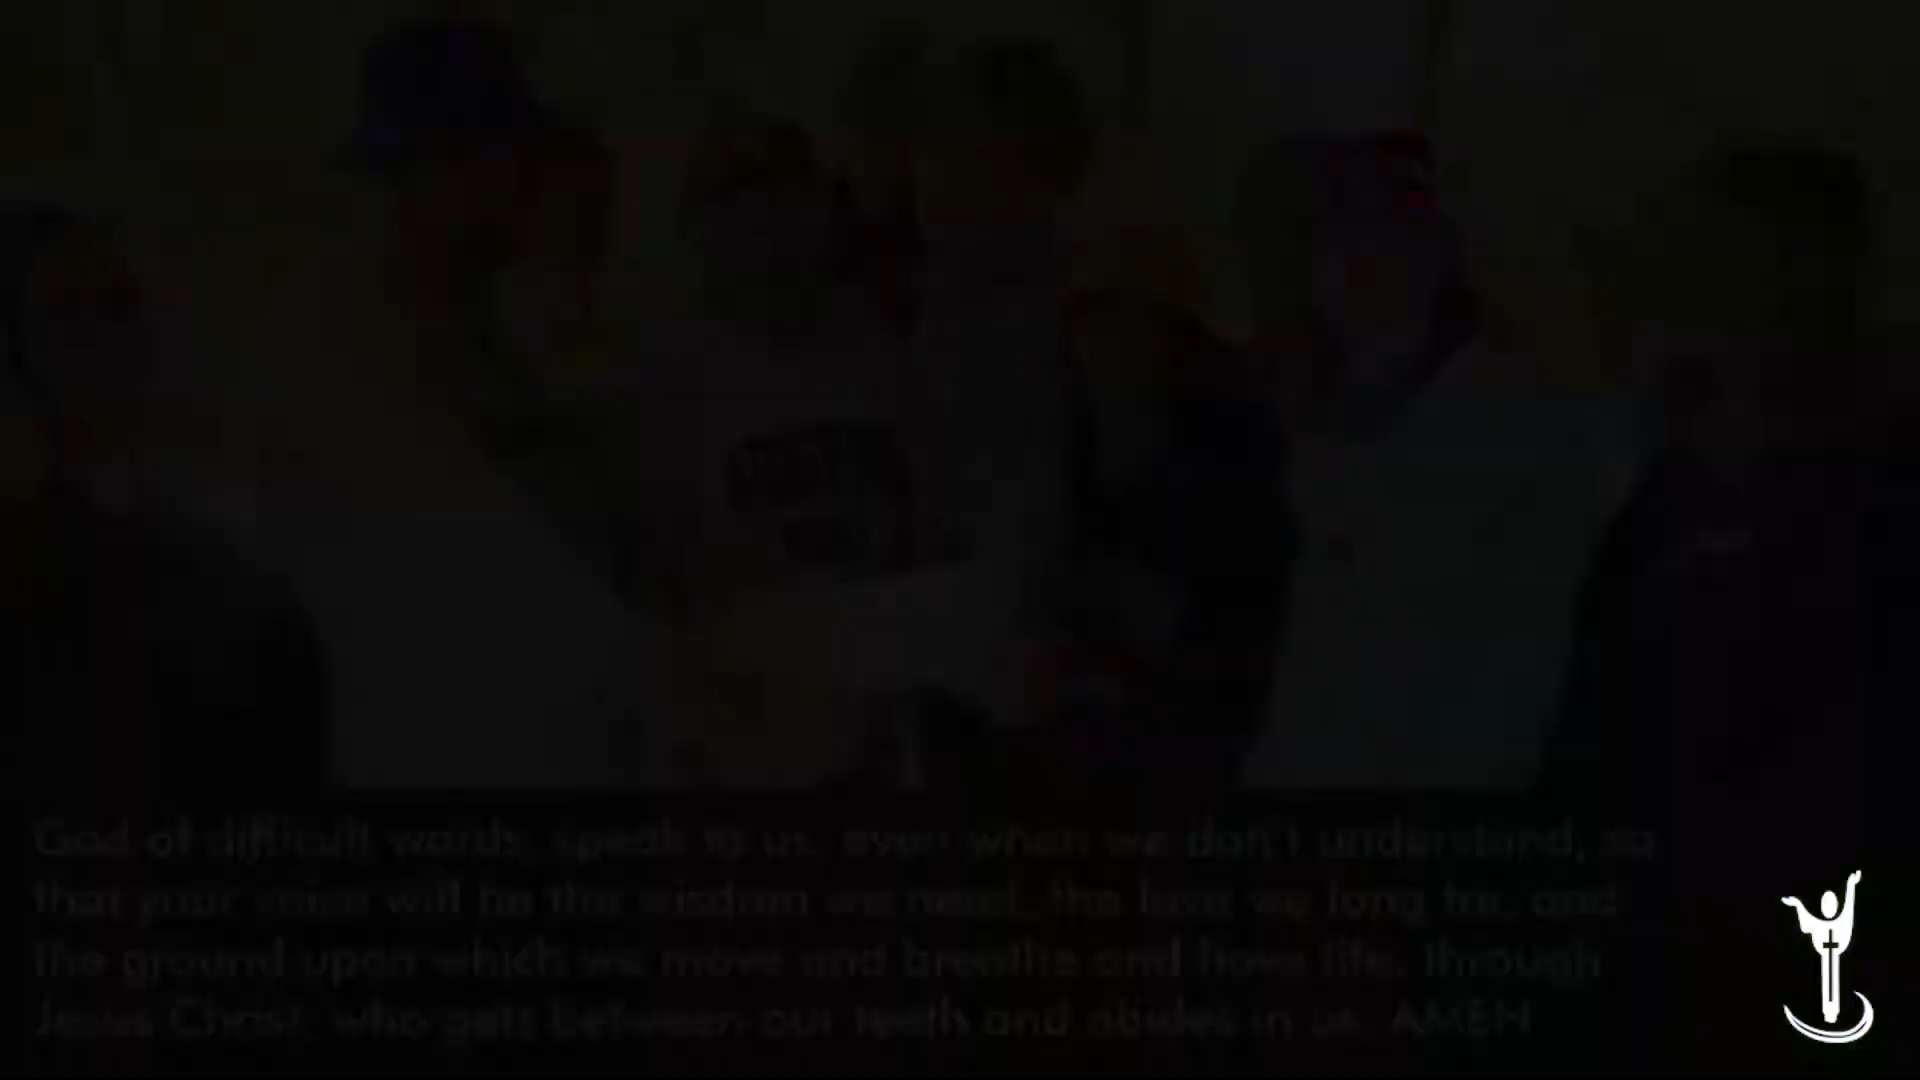 God of difficult words, speak to us, even when we don't understand, so
that your voice will be the wisdom we need, the love we long for, and
the ground upon which we move and breathe and have life, through
Jesus Christ, who gets between our teeth and abides in us. AMEN